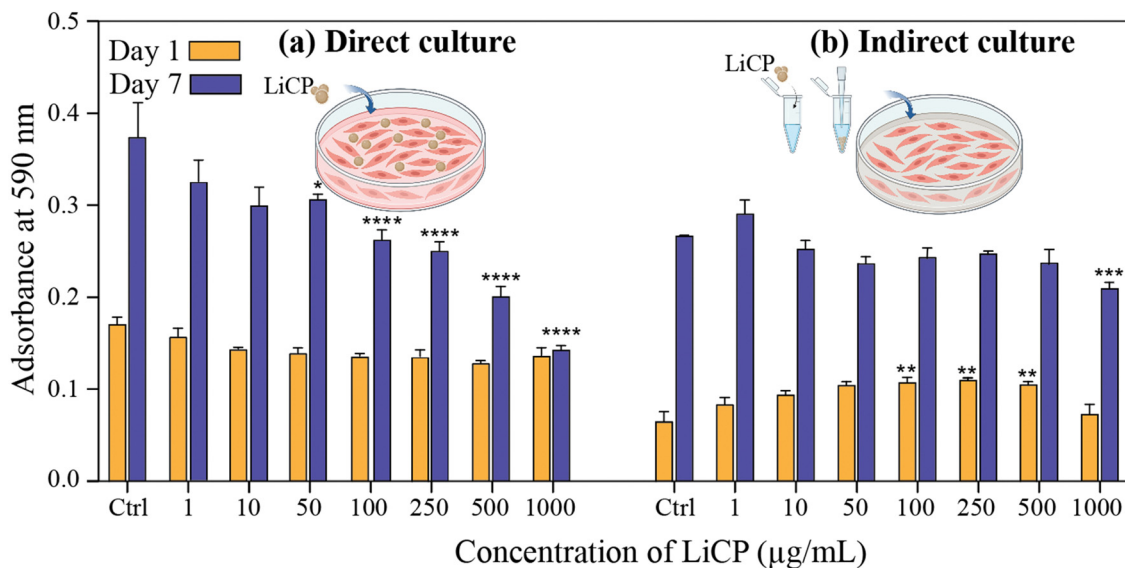 Adsorbance at 590 nm
0.5
0.4
0.3
0.2
0.1
0.0
Day 1
Day 7
(a) Direct culture
LiCP
* **** **** **** ****
Ctrl 1 10 50 100 250 500 1000
(b) Indirect culture
LiCP
** ** ** ***
Ctrl 1 10 50 100 250 500 1000
Concentration of LiCP (µg/mL)